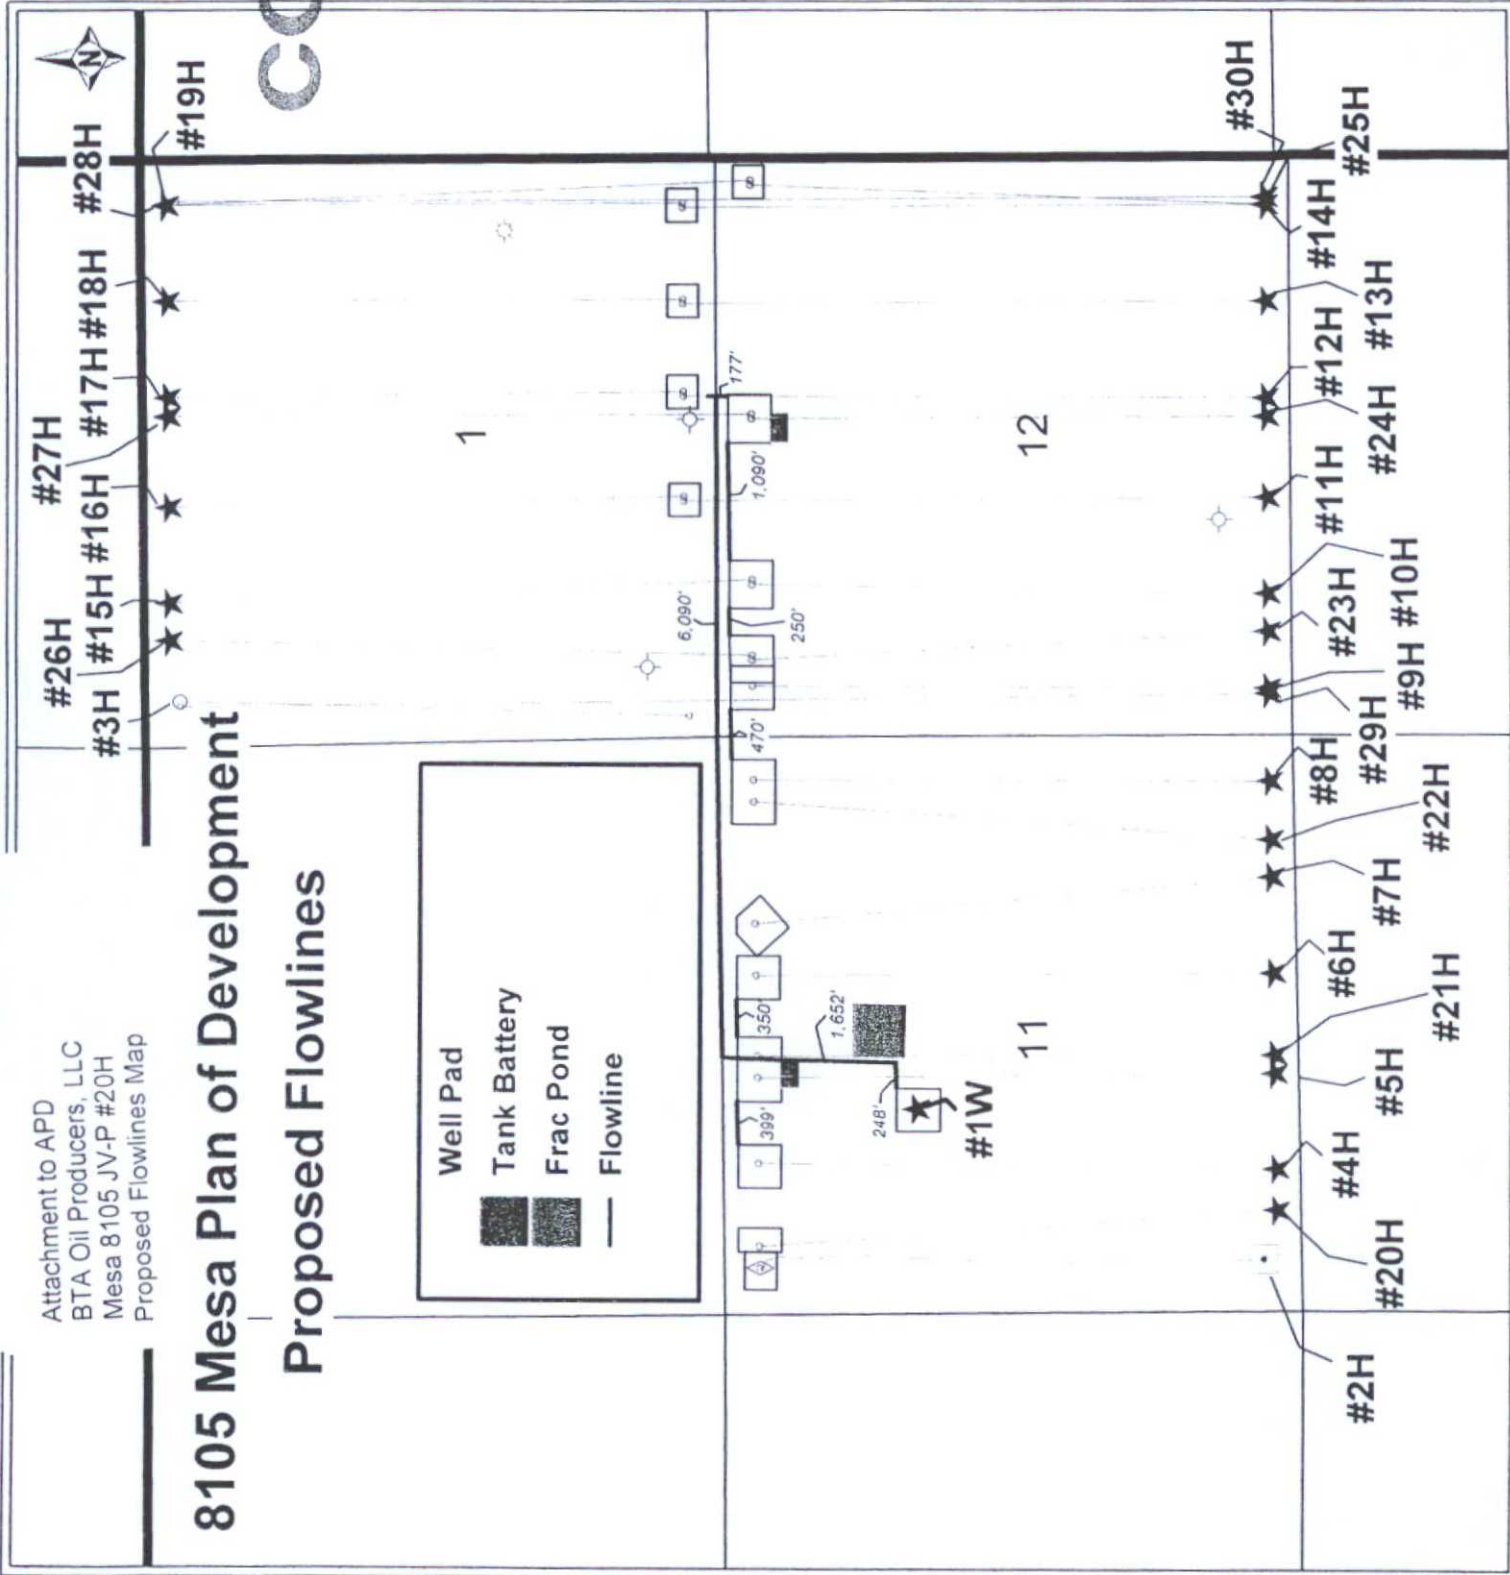 Attachment to APD
BTA Oil Producers, LLC
Mesa 8105 JV-P #20H
Proposed Flowlines Map
8105 Mesa Plan of Development
Proposed Flowlines
N
Well Pad
Tank Battery
Frac Pond
Flowline
#3H
#26H
#15H
#16H
#27H
#17H
#18H
#28H
#19H
1
177'
1,090'
6,090'
250'
470'
350'
399'
1,652'
248'
#1W
11
12
#2H
#20H
#4H
#5H
#21H
#6H
#7H
#22H
#8H
#29H
#9H
#23H
#10H
#11H
#24H
#12H
#13H
#14H
#25H
#30H